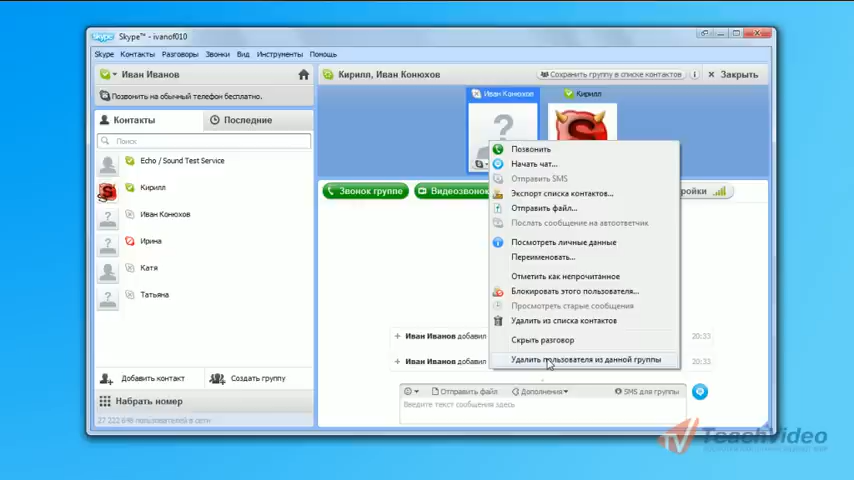 Skype™ - ivanof010
Skype Контакты Разговоры Звонки Вид Инструменты Помощь
Иван Иванов
Позвонить на обычный телефон бесплатно.
Контакты
Последние
Поиск
Echo / Sound Test Service
Кирилл
Иван Конюхов
Ирина
Катя
Татьяна
Добавить контакт
Создать группу
Набрать номер
пользователей в сети
Кирилл, Иван Конюхов
Сохранить группу в списке контактов
Закрыть
Иван Конюхов
Кирилл
Звонок группе
Видеозвонок
ройки
Позвонить
Начать чат...
Отправить SMS
Экспорт списка контактов...
Отправить файл...
Послать сообщение на автоответчик
Посмотреть личные данные
Переименовать...
Отметить как непрочитанное
Блокировать этого пользователя...
Просмотреть старые сообщения
Удалить из списка контактов
Скрыть разговор
Удалить пользователя из данной группы
Иван Иванов добавил
20:33
Иван Иванов добавил
20:33
Отправить файл
Дополнения
SMS для группы
Введите текст сообщения здесь
TeachVideo